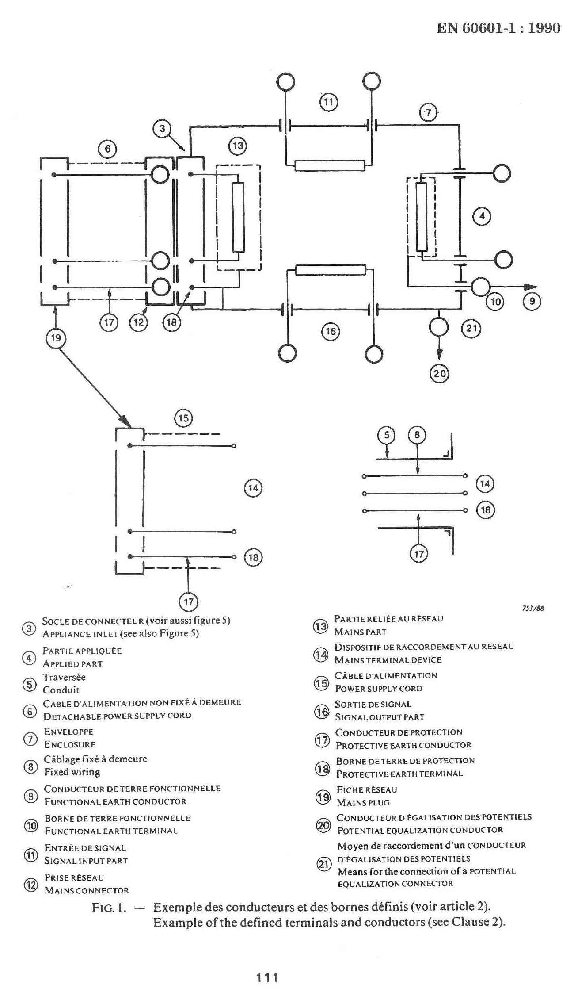 EN 60601-1 : 1990
11
7
3
13
6
4
10
9
17
12
18
16
21
19
20
15
5
8
14
14
18
18
17
17
753/88
3
SOCLE DE CONNECTEUR (voir aussi figure 5)
APPLIANCE INLET (see also Figure 5)
4
PARTIE APPLIQUÉE
APPLIED PART
5
Traversée
Conduit
6
CÂBLE D'ALIMENTATION NON FIXÉ À DEMEURE
DETACHABLE POWER SUPPLY CORD
7
ENVELOPPE
ENCLOSURE
8
Câblage fixé à demeure
Fixed wiring
9
CONDUCTEUR DE TERRE FONCTIONNELLE
FUNCTIONAL EARTH CONDUCTOR
10
BORNE DE TERRE FONCTIONNELLE
FUNCTIONAL EARTH TERMINAL
11
ENTRÉE DE SIGNAL
SIGNAL INPUT PART
12
PRISE RÉSEAU
MAINS CONNECTOR
13
PARTIE RELIÉE AU RÉSEAU
MAINS PART
14
DISPOSITIF DE RACCORDEMENT AU RESEAU
MAINS TERMINAL DEVICE
15
CÂBLE D'ALIMENTATION
POWER SUPPLY CORD
16
SORTIE DE SIGNAL
SIGNAL OUTPUT PART
17
CONDUCTEUR DE PROTECTION
PROTECTIVE EARTH CONDUCTOR
18
BORNE DE TERRE DE PROTECTION
PROTECTIVE EARTH TERMINAL
19
FICHE RÉSEAU
MAINS PLUG
20
CONDUCTEUR D'ÉGALISATION DES POTENTIELS
POTENTIAL EQUALIZATION CONDUCTOR
21
Moyen de raccordement d'un CONDUCTEUR
D'ÉGALISATION DES POTENTIELS
Means for the connection of a POTENTIAL
EQUALIZATION CONNECTOR
FIG. 1. — Exemple des conducteurs et des bornes définis (voir article 2).
Example of the defined terminals and conductors (see Clause 2).
111